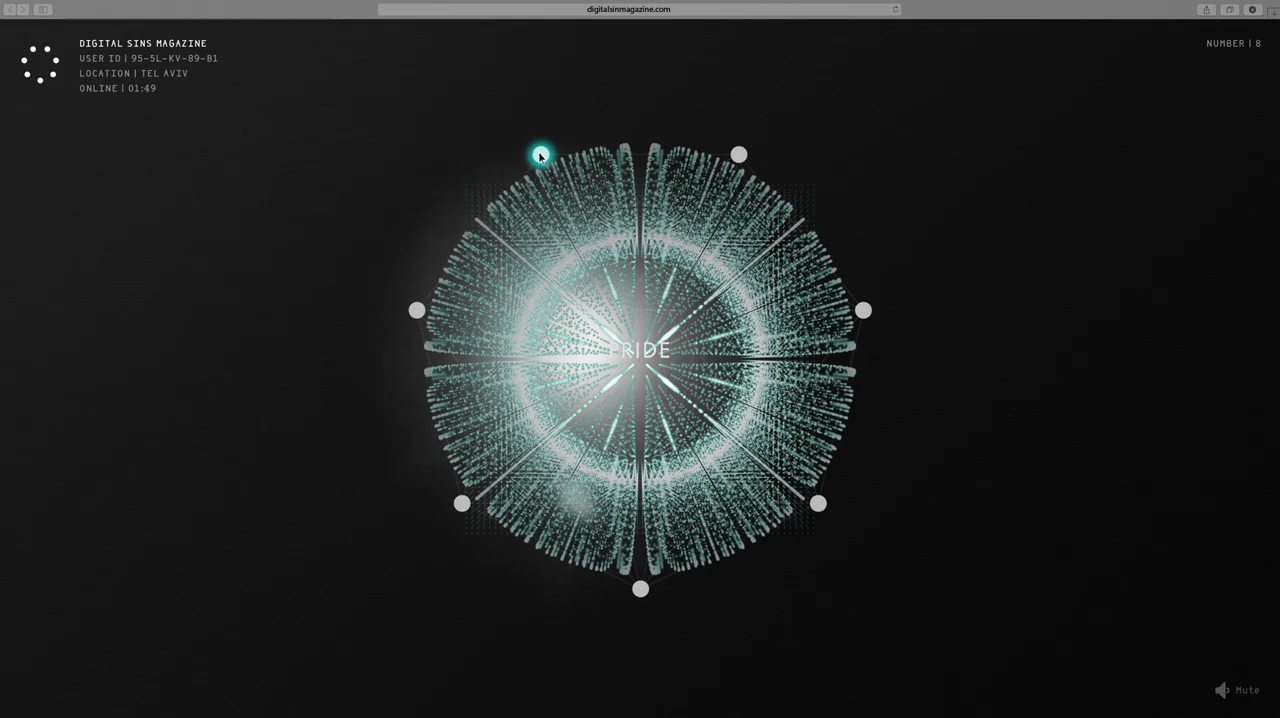 digitalsinmagazine.com
DIGITAL SINS MAGAZINE
USER ID | 95-5L-KV-89-B1
LOCATION | TEL AVIV
ONLINE | 01:49
NUMBER | 8
PRIDE
Mute